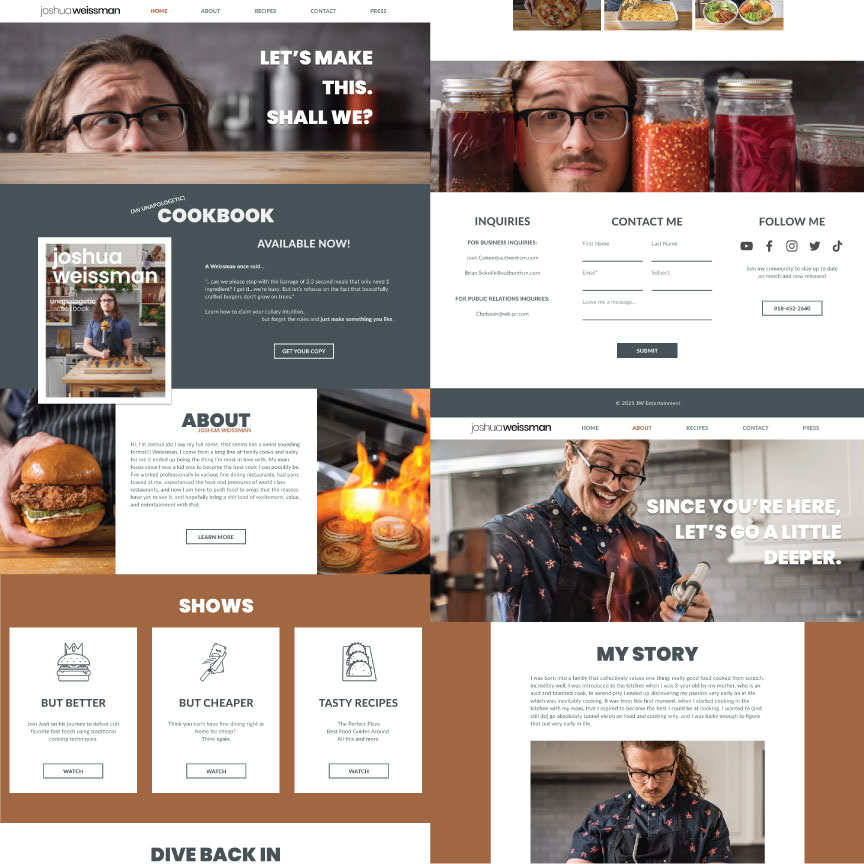 joshuaweissman
HOME ABOUT RECIPES CONTACT PRESS
LET'S MAKE
THIS.
SHALL WE?
(AN UNAPOLOGETIC)
COOKBOOK
joshua
weissman
unapologetic
cookbook
AVAILABLE NOW!
A Weissman once said...
"...can we please stop with the barrage of 2.3 second meals that only need 1
ingredient? I get it...we're busy. But let's refocus on the fact that beautifully
crafted burgers don't grow on trees."
Learn how to claim your culiary intuition...
but forget the rules and just make something you like.
GET YOUR COPY
ABOUT
JOSHUA WEISSMAN
Hi, I'm Joshua (do I say my full name, that seems like a weird sounding
format?) Weissman. I come from a long line of family cooks and lucky
for me it ended up being the thing I'm most in love with. My main
focus since I was a kid was to become the best cook I can possibly be.
I've worked professionally in various fine dining restaurants, had pans
tossed at me, experienced the heat and pressures of world class
restaurants, and now I am here to push food to areas that the masses
have yet to see it, and hopefully bring a shit load of excitement, value,
and entertainment with that.
LEARN MORE
SHOWS
BUT BETTER
Join Josh on his journey to defeat cult
favorite fast foods using traditional
cooking techniques.
WATCH
BUT CHEAPER
Think you can't have fine-dining right at
home for cheap?
Think again.
WATCH
TASTY RECIPES
The Perfect Pizza
Best Food Guides Around
All this and more.
WATCH
DIVE BACK IN
INQUIRIES
FOR BUSINESS INQUIRIES:
Josh.Cohen@authenticm.com
Brian.Sokolik@authenticm.com
FOR PUBLIC RELATIONS INQUIRIES:
Chelseah@wk-pr.com
CONTACT ME
First Name Last Name
Email* Subject
Leave me a message...
SUBMIT
FOLLOW ME
Join my community to stay up to date
on merch and new releases!
818-452-2640
© 2021 JW Entertainment
joshuaweissman
HOME ABOUT RECIPES CONTACT PRESS
SINCE YOU'RE HERE,
LET'S GO A LITTLE
DEEPER.
MY STORY
I was born into a family that collectively values one thing: really good food cooked from scratch.
Incredibly well. I was introduced to the kitchen when I was 3-year old by my mother, who is an
avid and talented cook. In serendipity I ended up discovering my passion very early on in life
which was inevitably cooking. It was from this first moment, when I started cooking in the
kitchen with my mom, that I aspired to become the best I could be at cooking. I wanted to (and
still do) go absolutely tunnel vision on food and cooking only, and I was lucky enough to figure
that out very early in life.